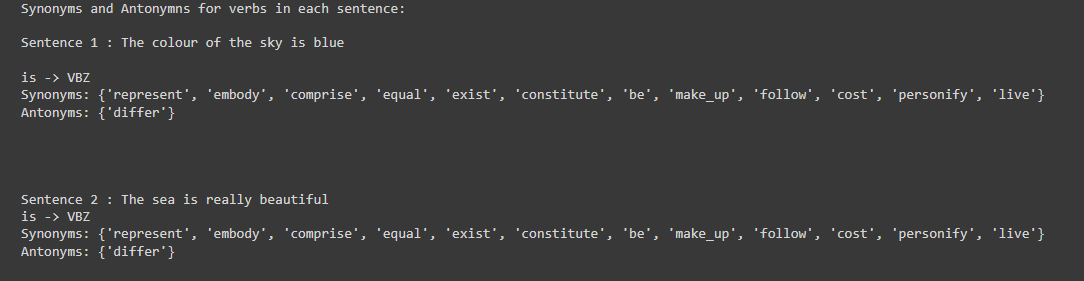 Synonyms and Antonymns for verbs in each sentence:
Sentence 1 : The colour of the sky is blue
is -> VBZ
Synonyms: {'represent', 'embody', 'comprise', 'equal', 'exist', 'constitute', 'be', 'make_up', 'follow', 'cost', 'personify', 'live'}
Antonyms: {'differ'}
Sentence 2 : The sea is really beautiful
is -> VBZ
Synonyms: {'represent', 'embody', 'comprise', 'equal', 'exist', 'constitute', 'be', 'make_up', 'follow', 'cost', 'personify', 'live'}
Antonyms: {'differ'}